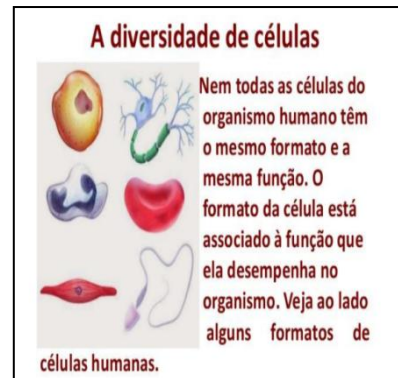 A diversidade de células
Nem todas as células do
organismo humano têm
o mesmo formato e a
mesma função. O
formato da célula está
associado à função que
ela desempenha no
organismo. Veja ao lado
alguns formatos de
células humanas.